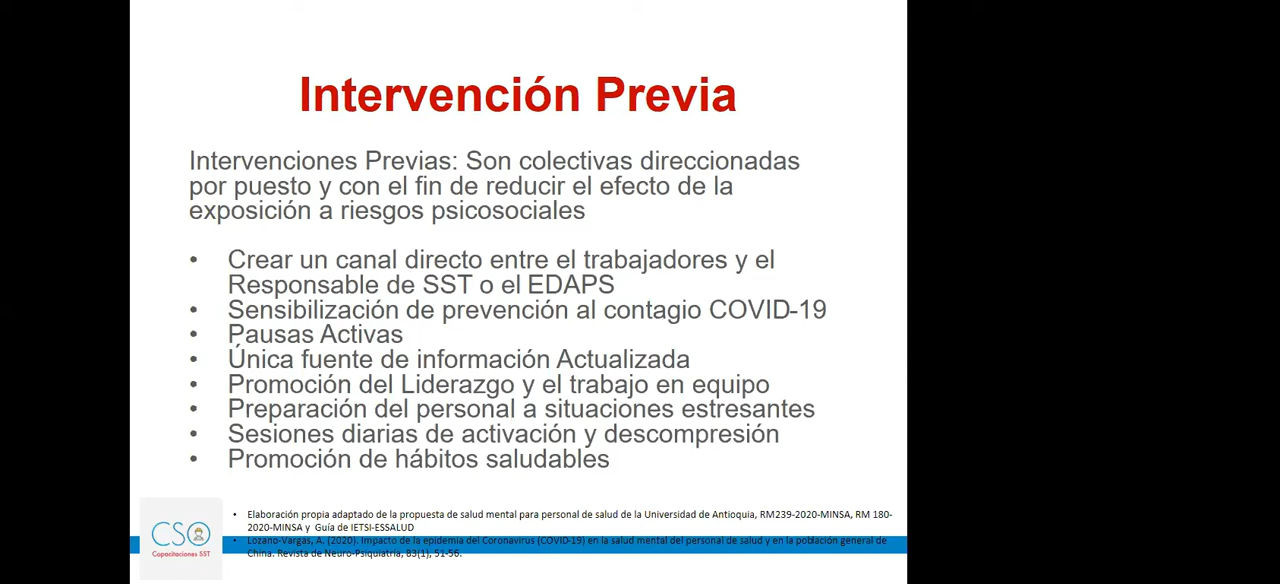 Intervención Previa
Intervenciones Previas: Son colectivas direccionadas
por puesto y con el fin de reducir el efecto de la
exposición a riesgos psicosociales
• Crear un canal directo entre el trabajadores y el
Responsable de SST o el EDAPS
• Sensibilización de prevención al contagio COVID-19
• Pausas Activas
• Única fuente de información Actualizada
• Promoción del Liderazgo y el trabajo en equipo
• Preparación del personal a situaciones estresantes
• Sesiones diarias de activación y descompresión
• Promoción de hábitos saludables
• Elaboración propia adaptado de la propuesta de salud mental para personal de salud de la Universidad de Antioquia, RM239-2020-MINSA, RM 180-
2020-MINSA y Guía de IETSI-ESSALUD
• Lozano-Vargas, A. (2020). Impacto de la epidemia del Coronavirus (COVID-19) en la salud mental del personal de salud y en la población general de
China. Revista de Neuro-Psiquiatría, 83(1), 51-56.
CSO
Capacitaciones SST